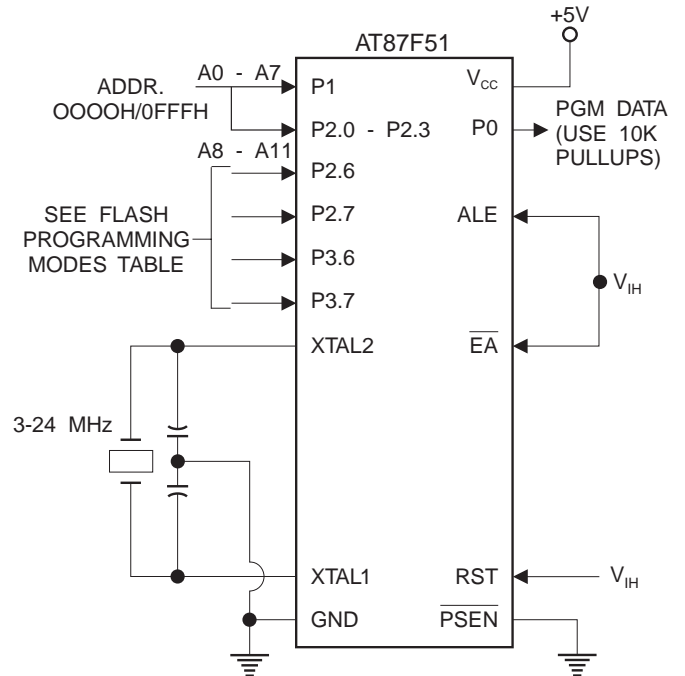 +5V
AT87F51
A0 - A7
P1
VCC
ADDR.
OOOOH/0FFFH
P2.0 - P2.3
P0
PGM DATA
(USE 10K
PULLUPS)
A8 - A11
P2.6
SEE FLASH
PROGRAMMING
MODES TABLE
P2.7
ALE
P3.6
VIH
P3.7
XTAL2
EA
3-24 MHz
XTAL1
RST
VIH
GND
PSEN